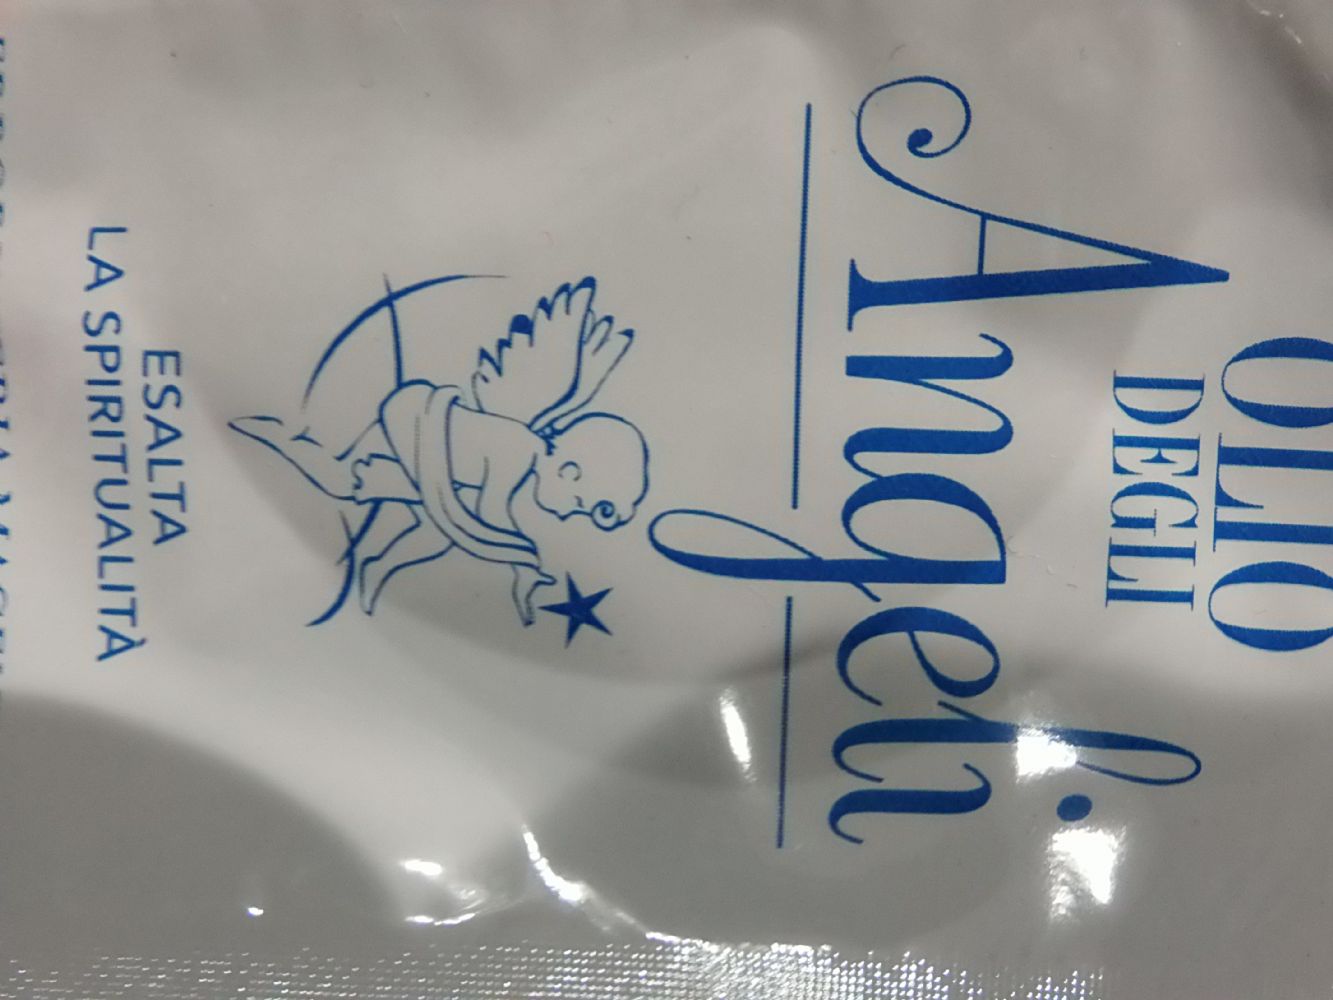 OLIO
DEGLI
Angeli
ESALTA
LA SPIRITUALITÀ